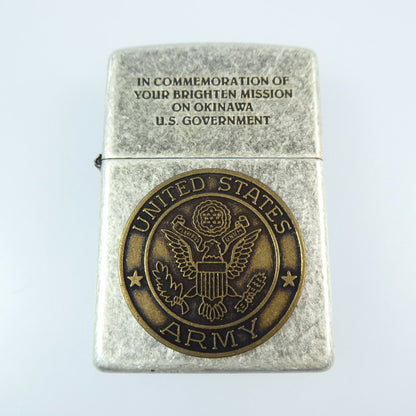 IN COMMEMORATION OF
YOUR BRIGHTEN MISSION
ON OKINAWA
U.S. GOVERNMENT
UNITED STATES
ARMY